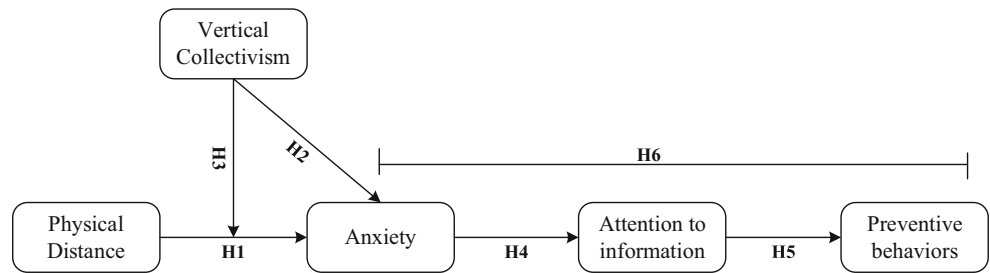 Vertical
Collectivism
H3
H2
H6
Physical
Distance
H1
Anxiety
H4
Attention to
information
H5
Preventive
behaviors